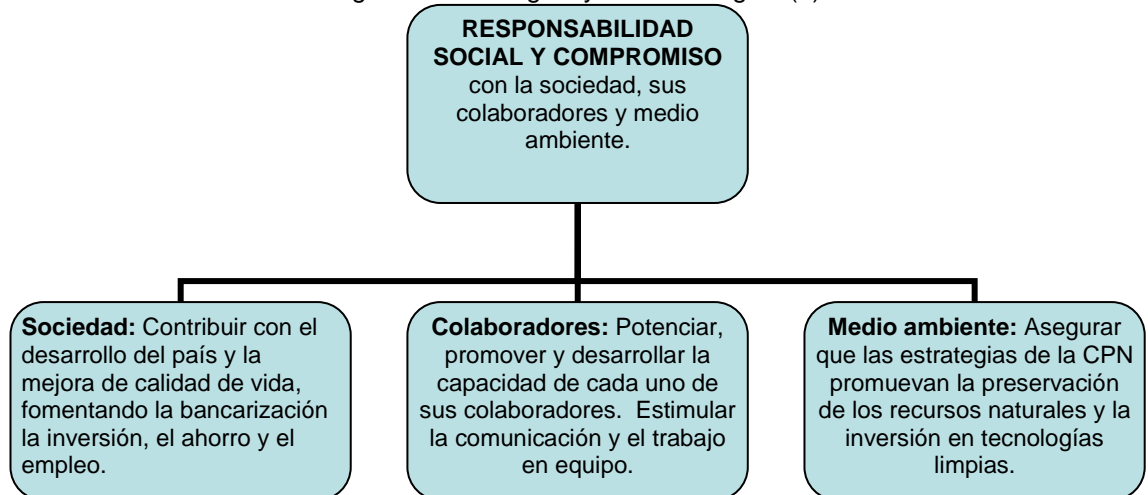 RESPONSABILIDAD
SOCIAL Y COMPROMISO
con la sociedad, sus
colaboradores y medio
ambiente.
Sociedad: Contribuir con el
desarrollo del país y la
mejora de calidad de vida,
fomentando la bancarización
la inversión, el ahorro y el
empleo.
Colaboradores: Potenciar,
promover y desarrollar la
capacidad de cada uno de
sus colaboradores. Estimular
la comunicación y el trabajo
en equipo.
Medio ambiente: Asegurar
que las estrategias de la CPN
promuevan la preservación
de los recursos naturales y la
inversión en tecnologías
limpias.